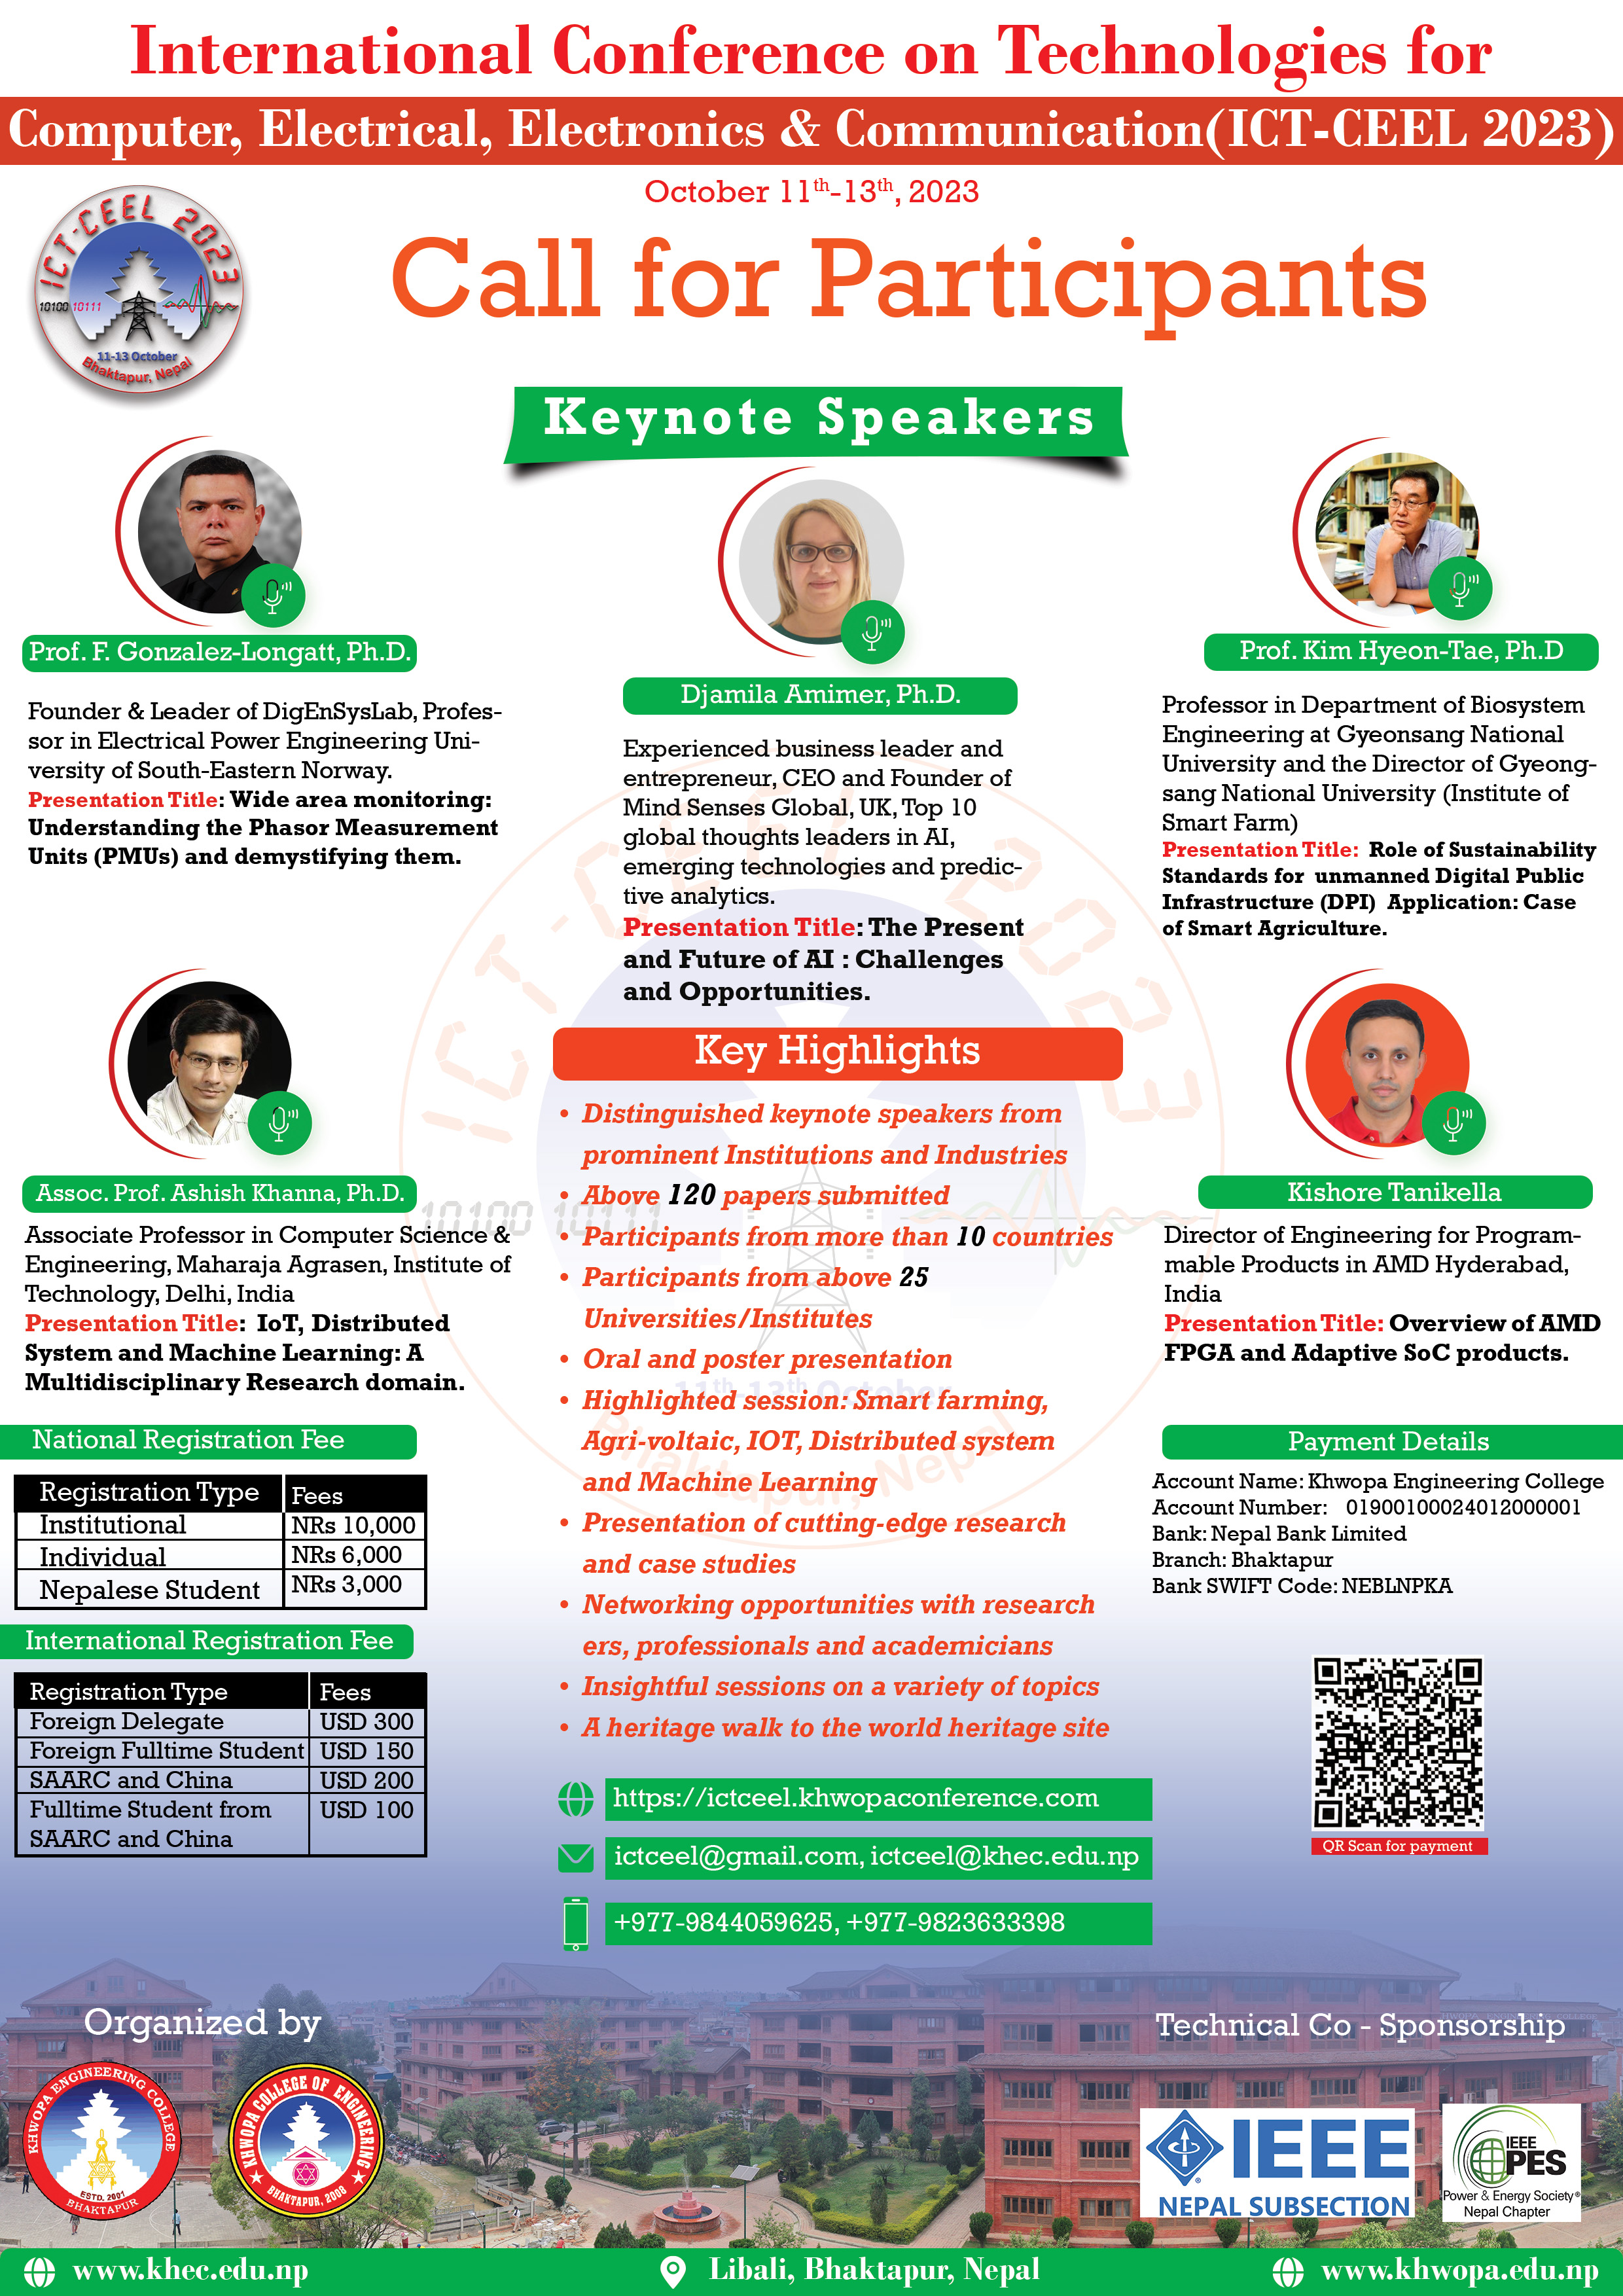 International Conference on Technologies for
Computer, Electrical, Electronics & Communication(ICT-CEEL 2023)
October 11th-13th, 2023
Call for Participants
ICT-CEEL 2023
10100 10111
11-13 October
Bhaktapur, Nepal
Keynote Speakers
Prof. F. Gonzalez-Longatt, Ph.D.
Founder & Leader of DigEnSysLab, Profes-
sor in Electrical Power Engineering Uni-
versity of South-Eastern Norway.
Presentation Title: Wide area monitoring:
Understanding the Phasor Measurement
Units (PMUs) and demystifying them.
Djamila Amimer, Ph.D.
Experienced business leader and
entrepreneur, CEO and Founder of
Mind Senses Global, UK, Top 10
global thoughts leaders in AI,
emerging technologies and predic-
tive analytics.
Presentation Title: The Present
and Future of AI : Challenges
and Opportunities.
Prof. Kim Hyeon-Tae, Ph.D
Professor in Department of Biosystem
Engineering at Gyeonsang National
University and the Director of Gyeong-
sang National University (Institute of
Smart Farm)
Presentation Title: Role of Sustainability
Standards for unmanned Digital Public
Infrastructure (DPI) Application: Case
of Smart Agriculture.
Assoc. Prof. Ashish Khanna, Ph.D.
Associate Professor in Computer Science &
Engineering, Maharaja Agrasen, Institute of
Technology, Delhi, India
Presentation Title: IoT, Distributed
System and Machine Learning: A
Multidisciplinary Research domain.
Kishore Tanikella
Director of Engineering for Program-
mable Products in AMD Hyderabad,
India
Presentation Title: Overview of AMD
FPGA and Adaptive SoC products.
Key Highlights
• Distinguished keynote speakers from
prominent Institutions and Industries
• Above 120 papers submitted
• Participants from more than 10 countries
• Participants from above 25
Universities/Institutes
• Oral and poster presentation
• Highlighted session: Smart farming,
Agri-voltaic, IOT, Distributed system
and Machine Learning
• Presentation of cutting-edge research
and case studies
• Networking opportunities with research
ers, professionals and academicians
• Insightful sessions on a variety of topics
• A heritage walk to the world heritage site
ICT-CEEL 2023
10100 10111
11th-13th October
Bhaktapur, Nepal
National Registration Fee
Registration Type Fees
Institutional NRs 10,000
Individual NRs 6,000
Nepalese Student NRs 3,000
International Registration Fee
Registration Type Fees
Foreign Delegate USD 300
Foreign Fulltime Student USD 150
SAARC and China USD 200
Fulltime Student from USD 100
SAARC and China
Payment Details
Account Name: Khwopa Engineering College
Account Number: 01900100024012000001
Bank: Nepal Bank Limited
Branch: Bhaktapur
Bank SWIFT Code: NEBLNPKA
QR Scan for payment
https://ictceel.khwopaconference.com
ictceel@gmail.com, ictceel@khec.edu.np
+977-9844059625, +977-9823633398
Organized by
KHWOPA ENGINEERING COLLEGE
ESTD. 2001
BHAKTAPUR
KHWOPA COLLEGE OF ENGINEERING
BHAKTAPUR, 2008
Technical Co - Sponsorship
IEEE
NEPAL SUBSECTION
IEEE
PES
Power & Energy Society®
Nepal Chapter
www.khec.edu.np
Libali, Bhaktapur, Nepal
www.khwopa.edu.np